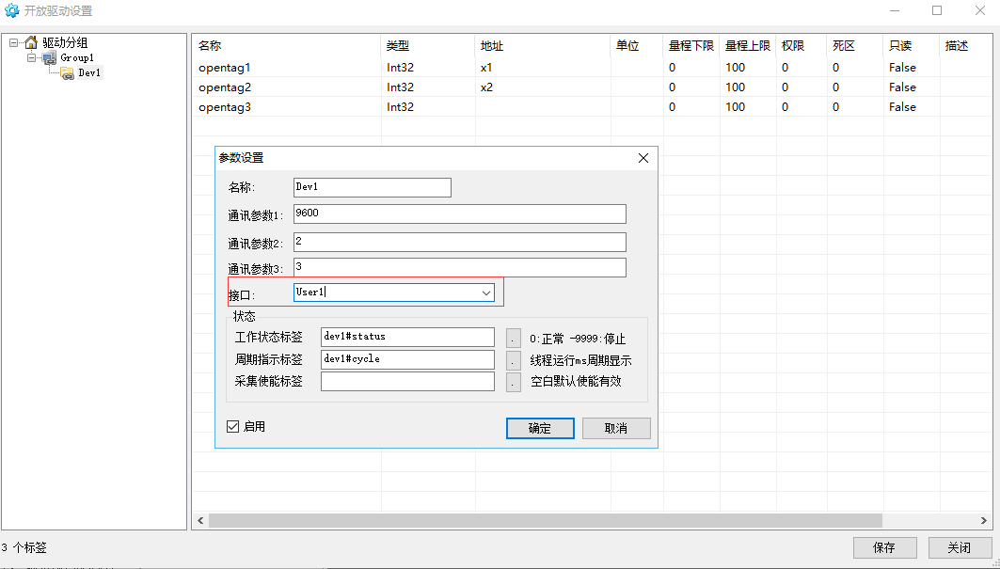 开放驱动设置
驱动分组
Group1
Dev1
名称 类型 地址 单位 量程下限 量程上限 权限 死区 只读 描述
opentag1 Int32 x1 0 100 0 0 False
opentag2 Int32 x2 0 100 0 0 False
opentag3 Int32 0 100 0 0 False
参数设置
名称: Dev1
通讯参数1: 9600
通讯参数2: 2
通讯参数3: 3
接口: User1
状态
工作状态标签 dev1#status . 0:正常 -9999:停止
周期指示标签 dev1#cycle . 线程运行ms周期显示
采集使能标签 . 空白默认使能有效
启用 确定 取消
3 个标签 保存 关闭